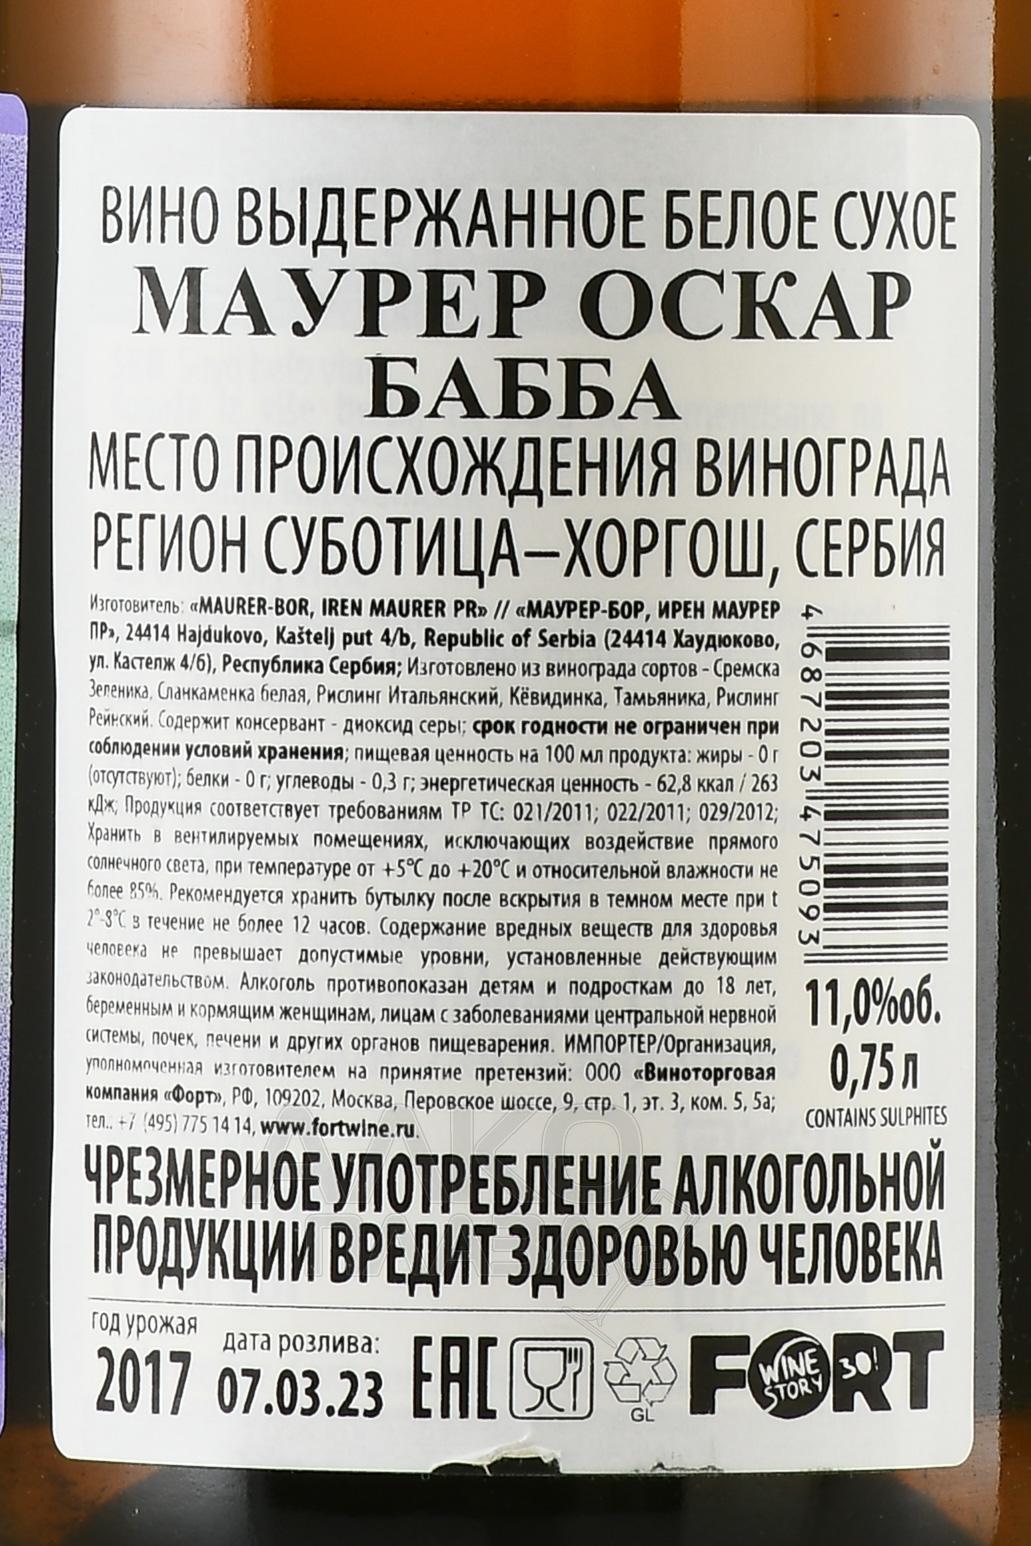 ВИНО ВЫДЕРЖАННОЕ БЕЛОЕ СУХОЕ
МАУРЕР ОСКАР
БАББА
МЕСТО ПРОИСХОЖДЕНИЯ ВИНОГРАДА
РЕГИОН СУБОТИЦА–ХОРГОШ, СЕРБИЯ
Изготовитель: «MAURER-BOR, IREN MAURER PR» // «МАУРЕР-БОР, ИРЕН МАУРЕР
ПР», 24414 Hajdukovo, Kaštelj put 4/b, Republic of Serbia (24414 Хаудюково,
ул. Кастелж 4/б), Республика Сербия; Изготовлено из винограда сортов - Сремска
Зеленика, Сланкаменка белая, Рислинг Итальянский, Кёвидинка, Тамьяника, Рислинг
Рейнский. Содержит консервант - диоксид серы; срок годности не ограничен при
соблюдении условий хранения; пищевая ценность на 100 мл продукта: жиры - 0 г
(отсутствуют); белки - 0 г; углеводы - 0,3 г; энергетическая ценность - 62,8 ккал / 263
кДж; Продукция соответствует требованиям ТР ТС: 021/2011; 022/2011; 029/2012;
Хранить в вентилируемых помещениях, исключающих воздействие прямого
солнечного света, при температуре от +5°С до +20°С и относительной влажности не
более 85%. Рекомендуется хранить бутылку после вскрытия в темном месте при t
2°-8°С в течение не более 12 часов. Содержание вредных веществ для здоровья
человека не превышает допустимые уровни, установленные действующим
законодательством. Алкоголь противопоказан детям и подросткам до 18 лет,
беременным и кормящим женщинам, лицам с заболеваниями центральной нервной
системы, почек, печени и других органов пищеварения. ИМПОРТЕР/Организация,
уполномоченная изготовителем на принятие претензий: ООО «Виноторговая
компания «Форт», РФ, 109202, Москва, Перовское шоссе, 9, стр. 1, эт. 3, ком. 5, 5а;
тел.: +7 (495) 775 14 14, www.fortwine.ru.
4 687203 475093
11,0%об.
0,75 л
CONTAINS SULPHITES
ЧРЕЗМЕРНОЕ УПОТРЕБЛЕНИЕ АЛКОГОЛЬНОЙ
ПРОДУКЦИИ ВРЕДИТ ЗДОРОВЬЮ ЧЕЛОВЕКА
год урожая
2017
дата розлива:
07.03.23
EAC
GL
FORT
WINE STORY
30!